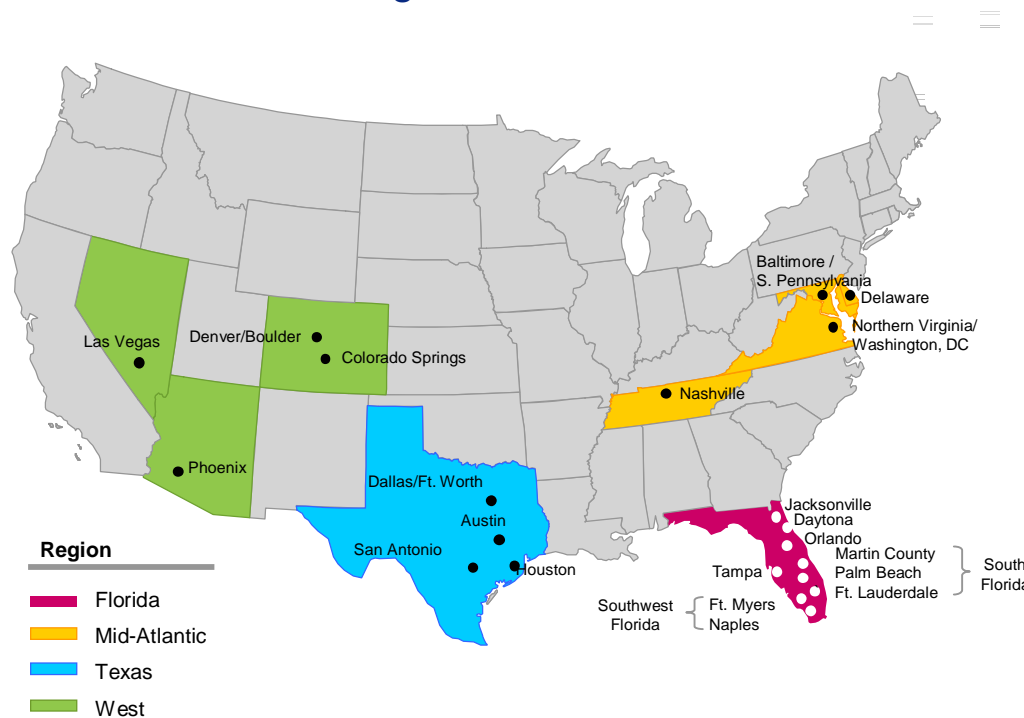 Baltimore /
S. Pennsylvania
Delaware
Northern Virginia/
Washington, DC
Las Vegas
Denver/Boulder
Colorado Springs
Nashville
Phoenix
Dallas/Ft. Worth
Austin
San Antonio
Houston
Jacksonville
Daytona
Orlando
Martin County
Palm Beach
Ft. Lauderdale
South
Florida
Tampa
Southwest
Florida
Ft. Myers
Naples
Region
Florida
Mid-Atlantic
Texas
West